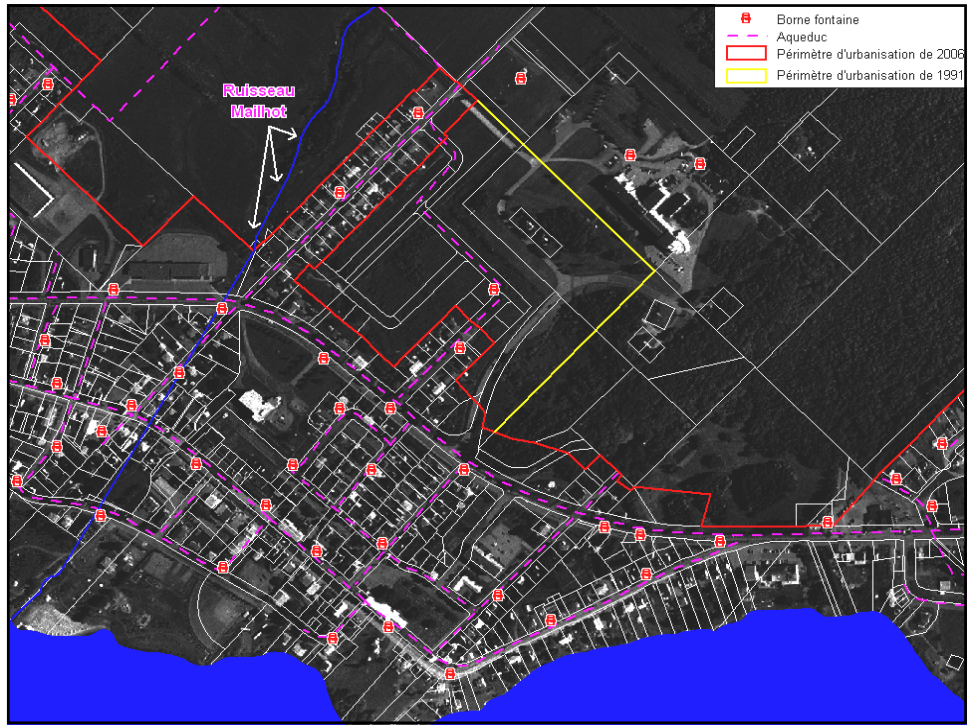 Borne fontaine
Aqueduc
Périmètre d'urbanisation de 2006
Périmètre d'urbanisation de 1991
Ruisseau
Mailhot